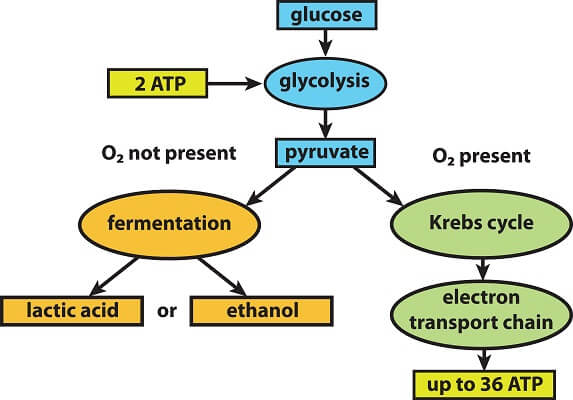 glucose
2 ATP
glycolysis
O₂ not present
pyruvate
O₂ present
fermentation
Krebs cycle
lactic acid
or
ethanol
electron
transport chain
up to 36 ATP